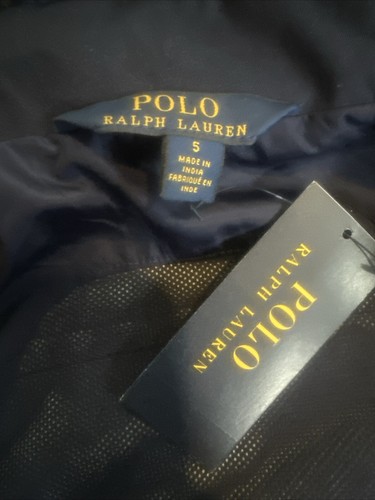 POLO
RALPH LAUREN
5
MADE IN
INDIA
FABRIQUÉ EN
INDE
POLO
RALPH LAUREN